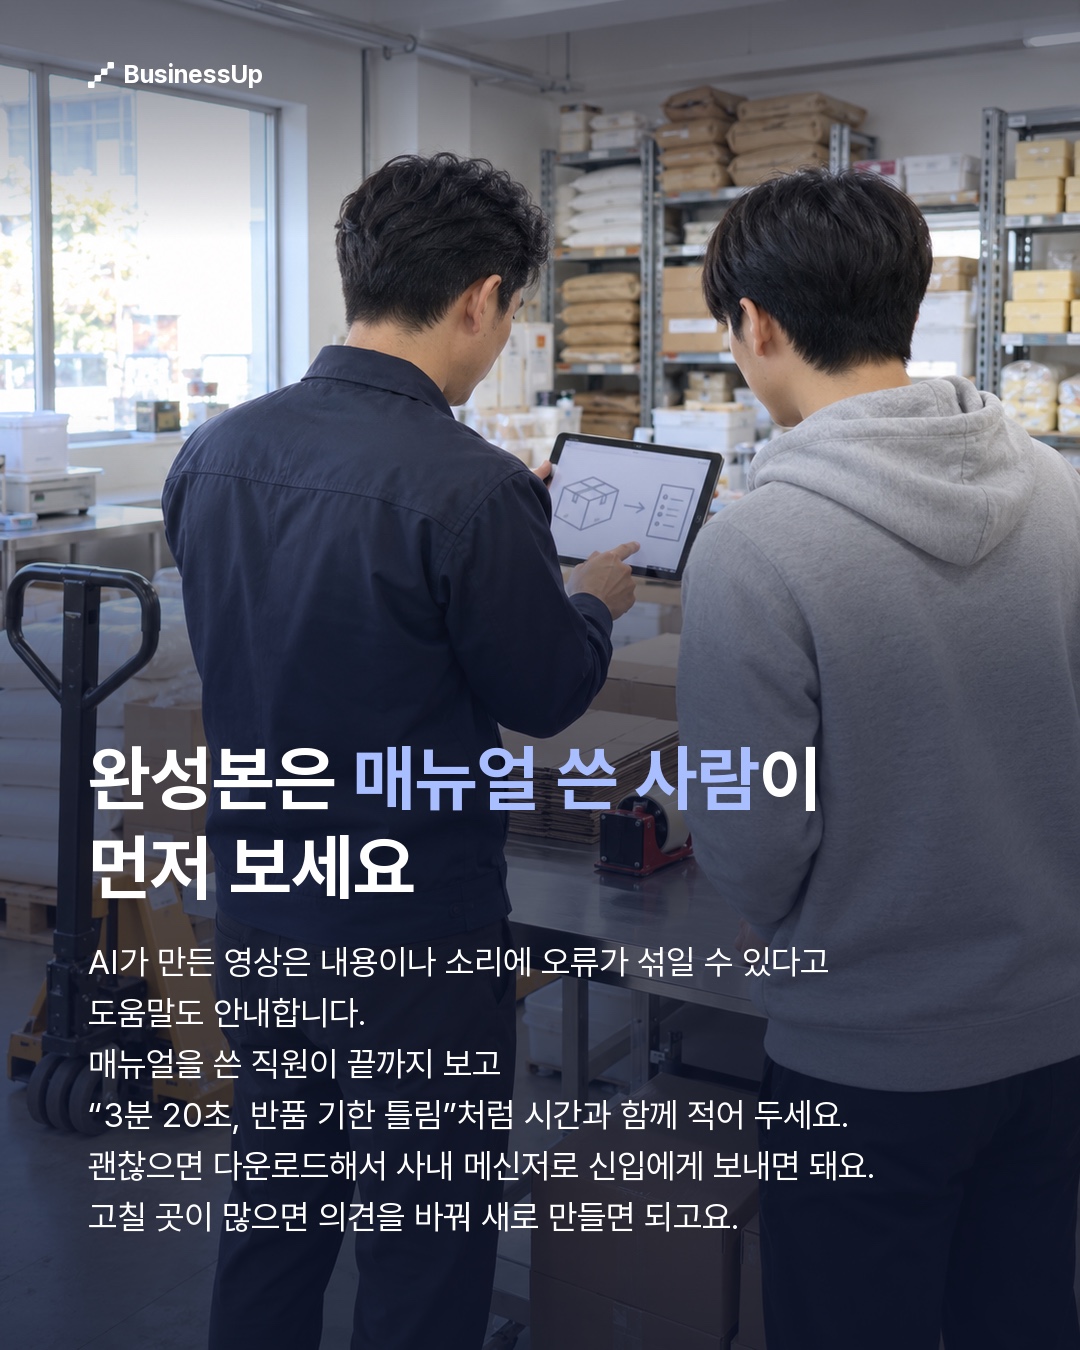 BusinessUp
완성본은 매뉴얼 쓴 사람이
먼저 보세요
AI가 만든 영상은 내용이나 소리에 오류가 섞일 수 있다고
도움말도 안내합니다.
매뉴얼을 쓴 직원이 끝까지 보고
“3분 20초, 반품 기한 틀림”처럼 시간과 함께 적어 두세요.
괜찮으면 다운로드해서 사내 메신저로 신입에게 보내면 돼요.
고칠 곳이 많으면 의견을 바꿔 새로 만들면 되고요.